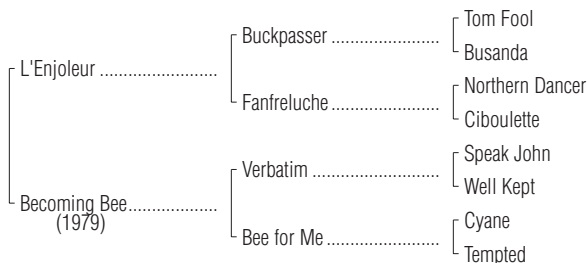 Tom Fool
Buckpasser ........................................
Busanda
L'Enjoleur ............................................
Northern Dancer
Fanfreluche ......................................
Ciboulette
Speak John
Verbatim .............................................
Well Kept
Becoming Bee.................................
(1979)
Cyane
Bee for Me ........................................
Tempted